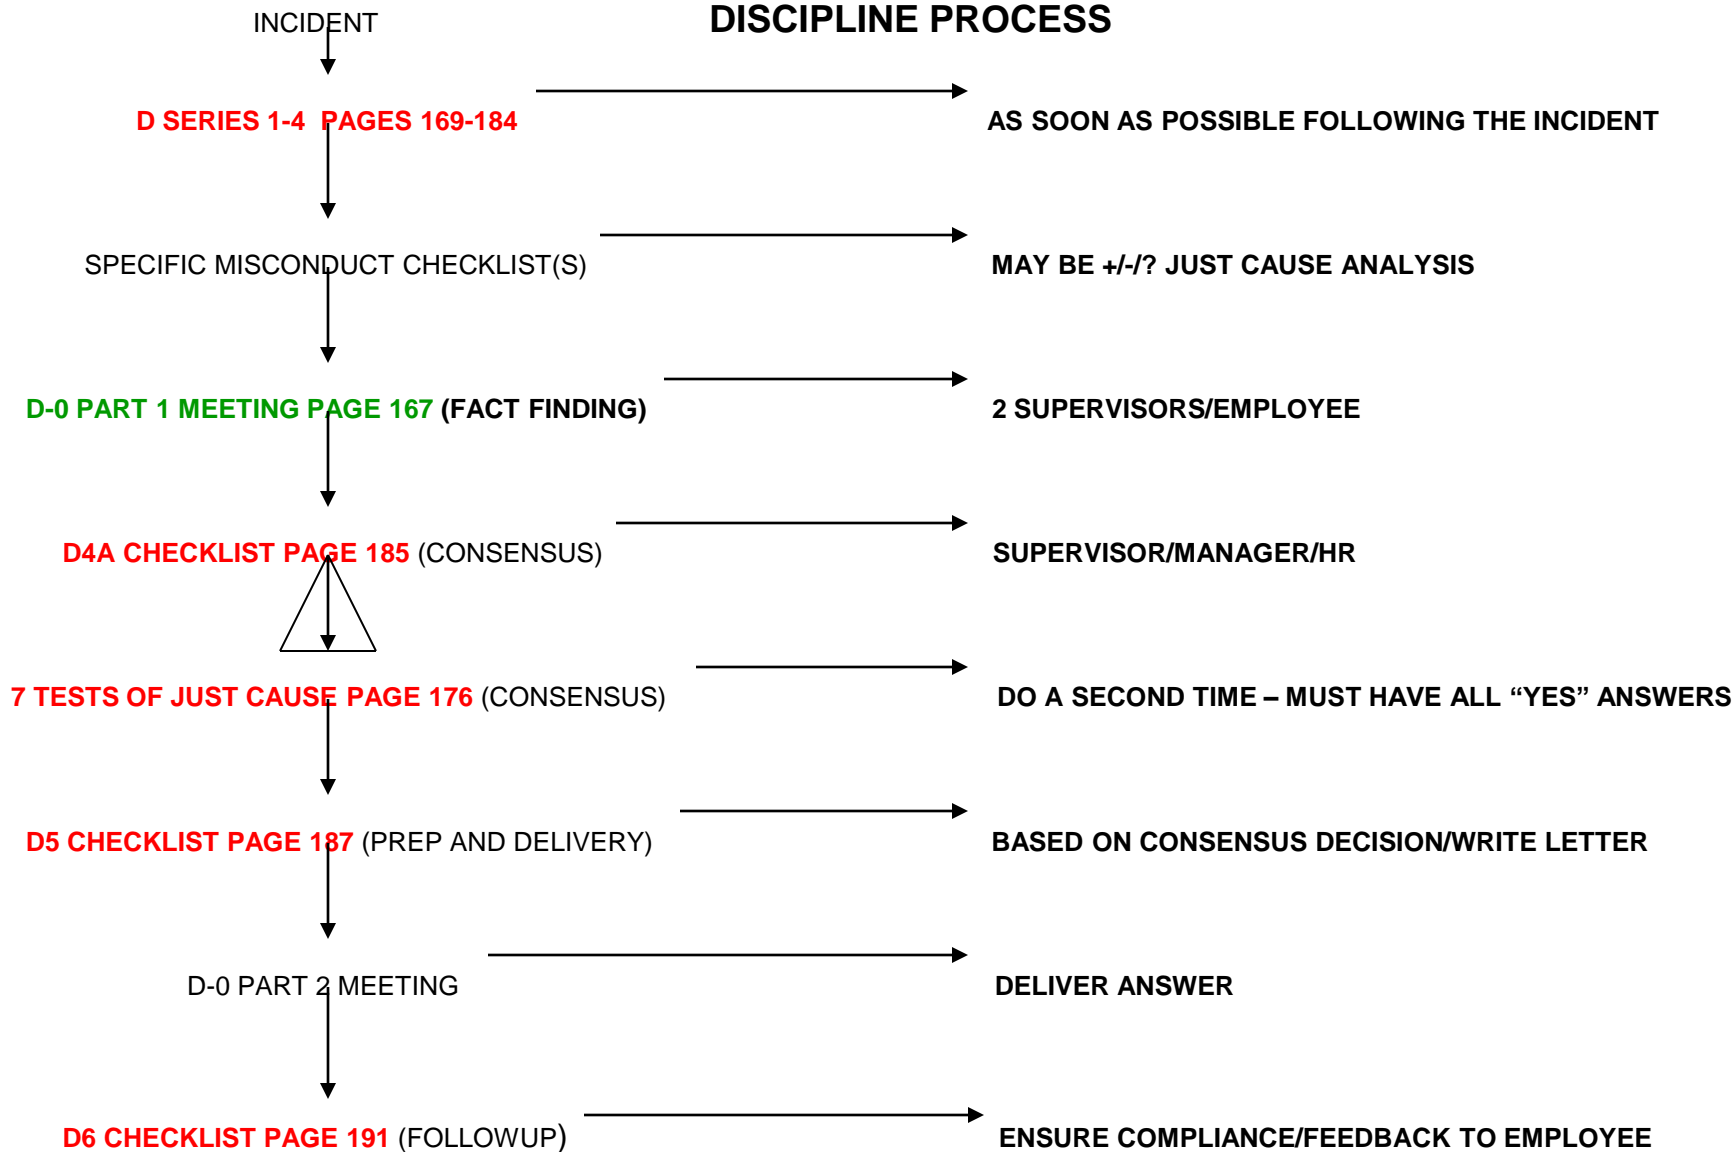 DISCIPLINE PROCESS
INCIDENT
D SERIES 1-4 PAGES 169-184
AS SOON AS POSSIBLE FOLLOWING THE INCIDENT
SPECIFIC MISCONDUCT CHECKLIST(S)
MAY BE +/-/? JUST CAUSE ANALYSIS
D-0 PART 1 MEETING PAGE 167 (FACT FINDING)
2 SUPERVISORS/EMPLOYEE
D4A CHECKLIST PAGE 185 (CONSENSUS)
SUPERVISOR/MANAGER/HR
7 TESTS OF JUST CAUSE PAGE 176 (CONSENSUS)
DO A SECOND TIME – MUST HAVE ALL “YES” ANSWERS
D5 CHECKLIST PAGE 187 (PREP AND DELIVERY)
BASED ON CONSENSUS DECISION/WRITE LETTER
D-0 PART 2 MEETING
DELIVER ANSWER
D6 CHECKLIST PAGE 191 (FOLLOWUP)
ENSURE COMPLIANCE/FEEDBACK TO EMPLOYEE